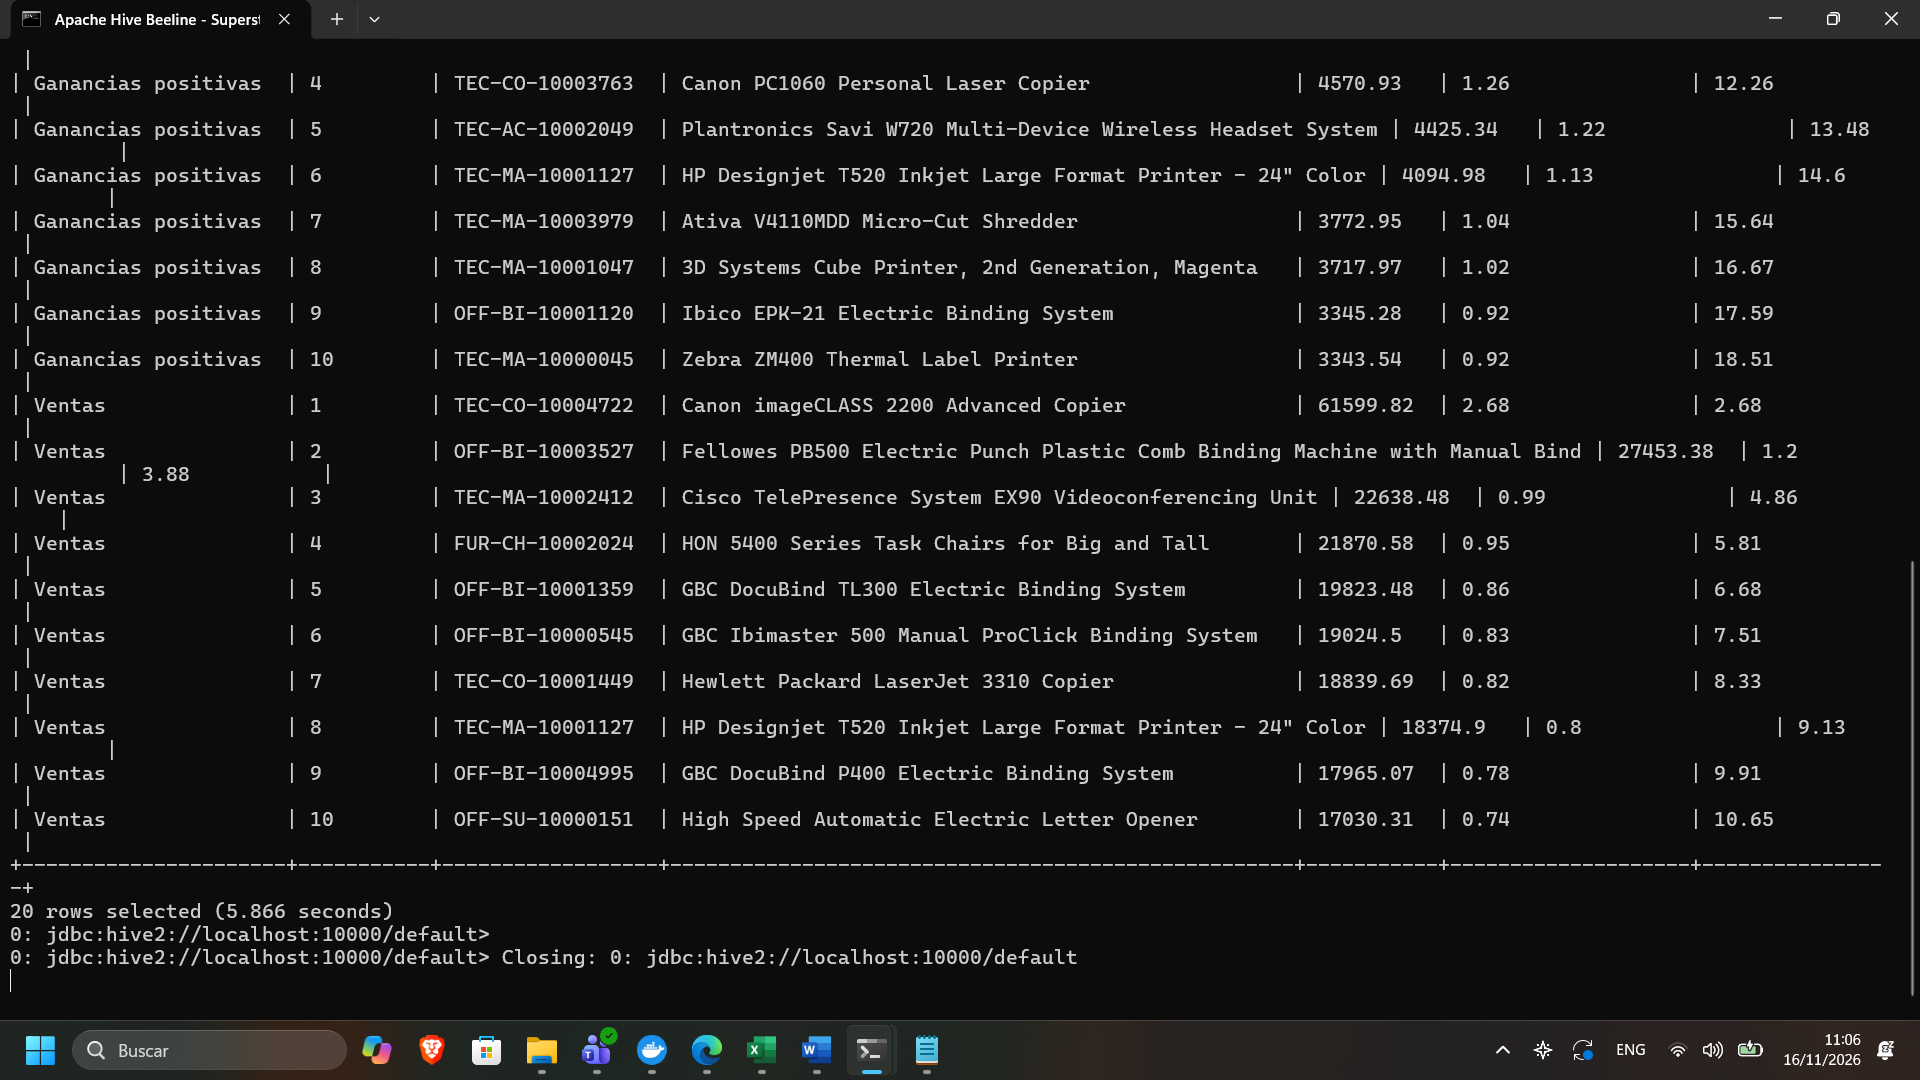 Apache Hive Beeline - Superst
|
| Ganancias positivas | 4 | TEC-CO-10003763 | Canon PC1060 Personal Laser Copier | 4570.93 | 1.26 | 12.26
|
| Ganancias positivas | 5 | TEC-AC-10002049 | Plantronics Savi W720 Multi-Device Wireless Headset System | 4425.34 | 1.22 | 13.48
|
| Ganancias positivas | 6 | TEC-MA-10001127 | HP Designjet T520 Inkjet Large Format Printer - 24" Color | 4094.98 | 1.13 | 14.6
|
| Ganancias positivas | 7 | TEC-MA-10003979 | Ativa V4110MDD Micro-Cut Shredder | 3772.95 | 1.04 | 15.64
|
| Ganancias positivas | 8 | TEC-MA-10001047 | 3D Systems Cube Printer, 2nd Generation, Magenta | 3717.97 | 1.02 | 16.67
|
| Ganancias positivas | 9 | OFF-BI-10001120 | Ibico EPK-21 Electric Binding System | 3345.28 | 0.92 | 17.59
|
| Ganancias positivas | 10 | TEC-MA-10000045 | Zebra ZM400 Thermal Label Printer | 3343.54 | 0.92 | 18.51
|
| Ventas | 1 | TEC-CO-10004722 | Canon imageCLASS 2200 Advanced Copier | 61599.82 | 2.68 | 2.68
|
| Ventas | 2 | OFF-BI-10003527 | Fellowes PB500 Electric Punch Plastic Comb Binding Machine with Manual Bind | 27453.38 | 1.2
| 3.88 |
| Ventas | 3 | TEC-MA-10002412 | Cisco TelePresence System EX90 Videoconferencing Unit | 22638.48 | 0.99 | 4.86
|
| Ventas | 4 | FUR-CH-10002024 | HON 5400 Series Task Chairs for Big and Tall | 21870.58 | 0.95 | 5.81
|
| Ventas | 5 | OFF-BI-10001359 | GBC DocuBind TL300 Electric Binding System | 19823.48 | 0.86 | 6.68
|
| Ventas | 6 | OFF-BI-10000545 | GBC Ibimaster 500 Manual ProClick Binding System | 19024.5 | 0.83 | 7.51
|
| Ventas | 7 | TEC-CO-10001449 | Hewlett Packard LaserJet 3310 Copier | 18839.69 | 0.82 | 8.33
|
| Ventas | 8 | TEC-MA-10001127 | HP Designjet T520 Inkjet Large Format Printer - 24" Color | 18374.9 | 0.8 | 9.13
|
| Ventas | 9 | OFF-BI-10004995 | GBC DocuBind P400 Electric Binding System | 17965.07 | 0.78 | 9.91
|
| Ventas | 10 | OFF-SU-10000151 | High Speed Automatic Electric Letter Opener | 17030.31 | 0.74 | 10.65
|
+----------------------+------------+------------------+----------------------------------------------------+------------+--------------------+---------------
-+
20 rows selected (5.866 seconds)
0: jdbc:hive2://localhost:10000/default>
0: jdbc:hive2://localhost:10000/default> Closing: 0: jdbc:hive2://localhost:10000/default
Buscar
ENG
11:06
16/11/2026